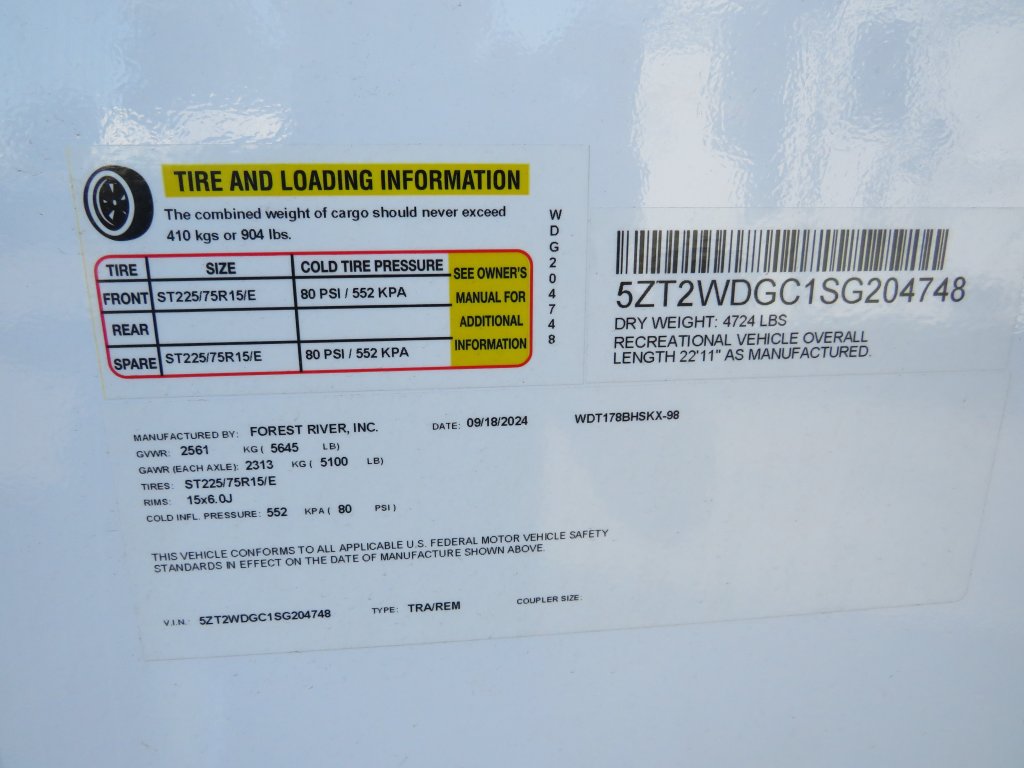 TIRE AND LOADING INFORMATION
The combined weight of cargo should never exceed
410 kgs or 904 lbs.
TIRE SIZE COLD TIRE PRESSURE
FRONT ST225/75R15/E 80 PSI / 552 KPA
REAR
SPARE ST225/75R15/E 80 PSI / 552 KPA
SEE OWNER'S
MANUAL FOR
ADDITIONAL
INFORMATION
WDG204748
5ZT2WDGC1SG204748
DRY WEIGHT: 4724 LBS
RECREATIONAL VEHICLE OVERALL
LENGTH 22'11" AS MANUFACTURED.
MANUFACTURED BY: FOREST RIVER, INC. DATE: 09/18/2024 WDT178BHSKX-98
GVWR: 2561 KG ( 5645 LB)
GAWR (EACH AXLE): 2313 KG ( 5100 LB)
TIRES: ST225/75R15/E
RIMS: 15x6.0J
COLD INFL. PRESSURE: 552 KPA ( 80 PSI )
THIS VEHICLE CONFORMS TO ALL APPLICABLE U.S. FEDERAL MOTOR VEHICLE SAFETY
STANDARDS IN EFFECT ON THE DATE OF MANUFACTURE SHOWN ABOVE.
V.I.N.: 5ZT2WDGC1SG204748 TYPE: TRA/REM COUPLER SIZE: